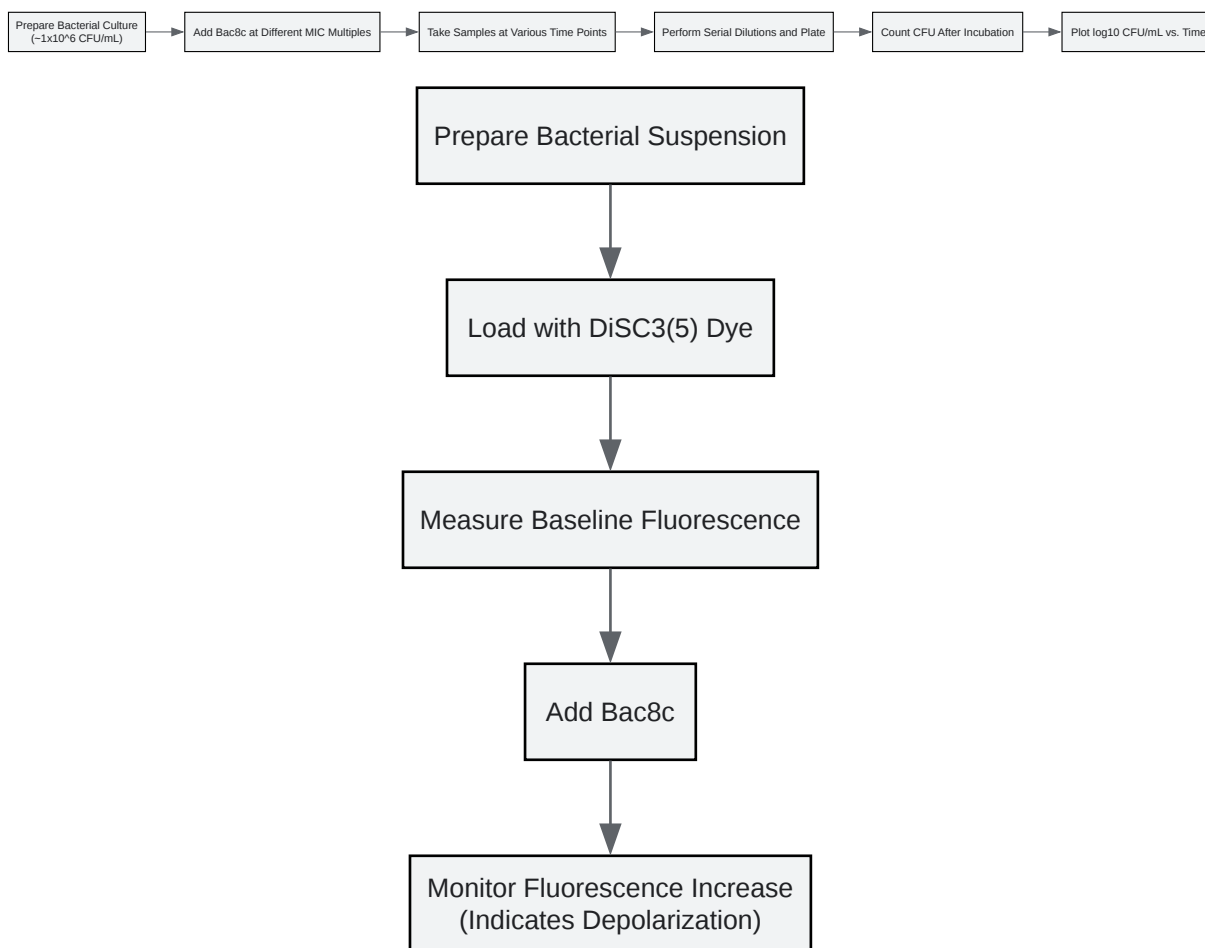 Prepare Bacterial Culture
(~1x10^6 CFU/mL)
Add Bac8c at Different MIC Multiples
Take Samples at Various Time Points
Perform Serial Dilutions and Plate
Count CFU After Incubation
Plot log10 CFU/mL vs. Time
Prepare Bacterial Suspension
Load with DiSC3(5) Dye
Measure Baseline Fluorescence
Add Bac8c
Monitor Fluorescence Increase
(Indicates Depolarization)